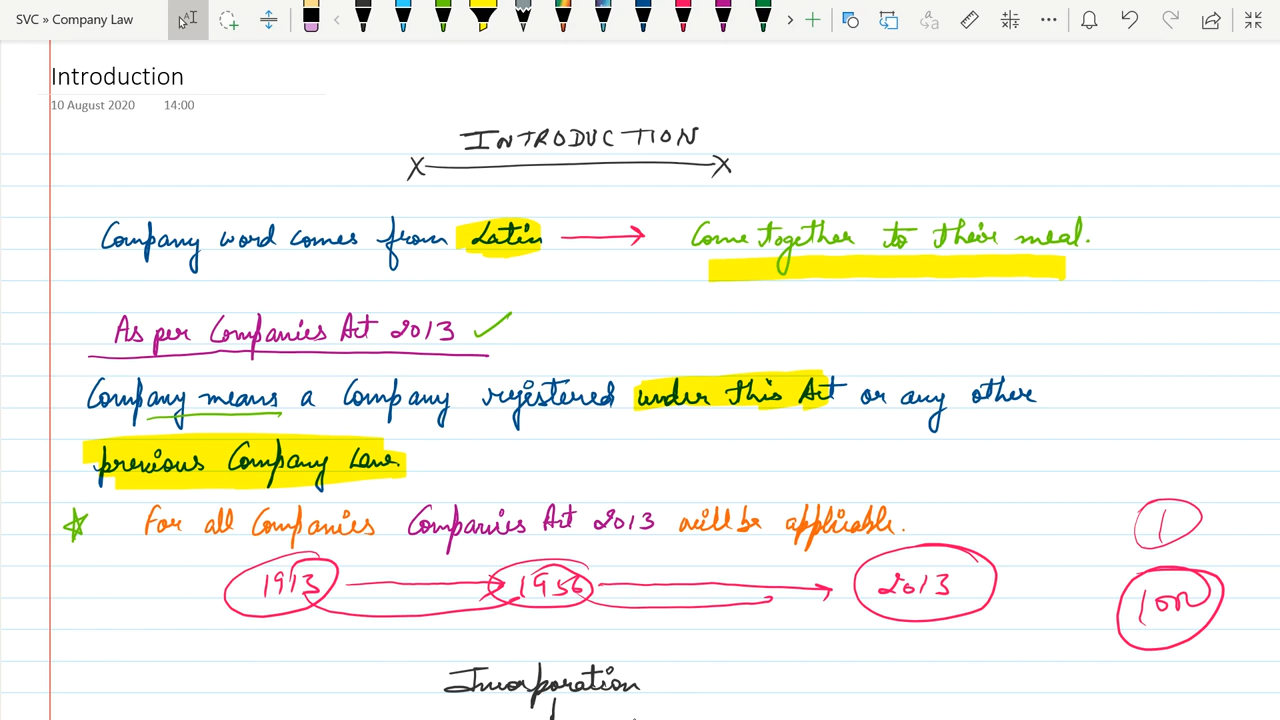 SVC » Company Law
Introduction
10 August 2020 14:00
INTRODUCTION
Company word comes from Latin → Come together to their meal.
As per Companies Act 2013 ✓
Company means a Company registered under this Act or any other
previous Company Law.
For all Companies Companies Act 2013 will be applicable.
1
1913 → 1956 → 2013
Incorporation